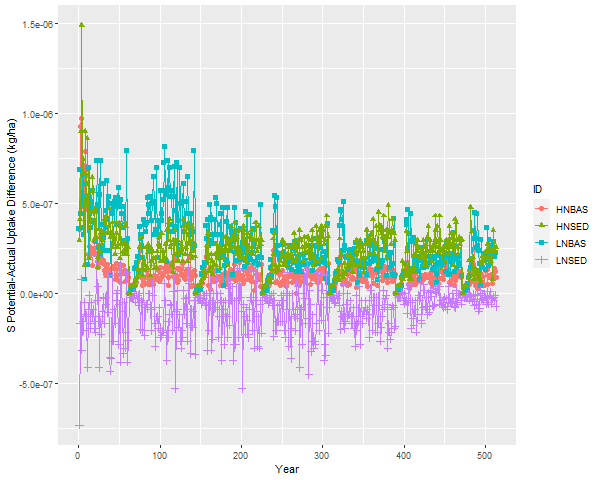 1.5e-06
1.0e-06
5.0e-07
0.0e+00
-5.0e-07
S Potential-Actual Uptake Difference (kg/ha)
0
100
200
300
400
500
Year
ID
HNBAS
HNSED
LNBAS
LNSED